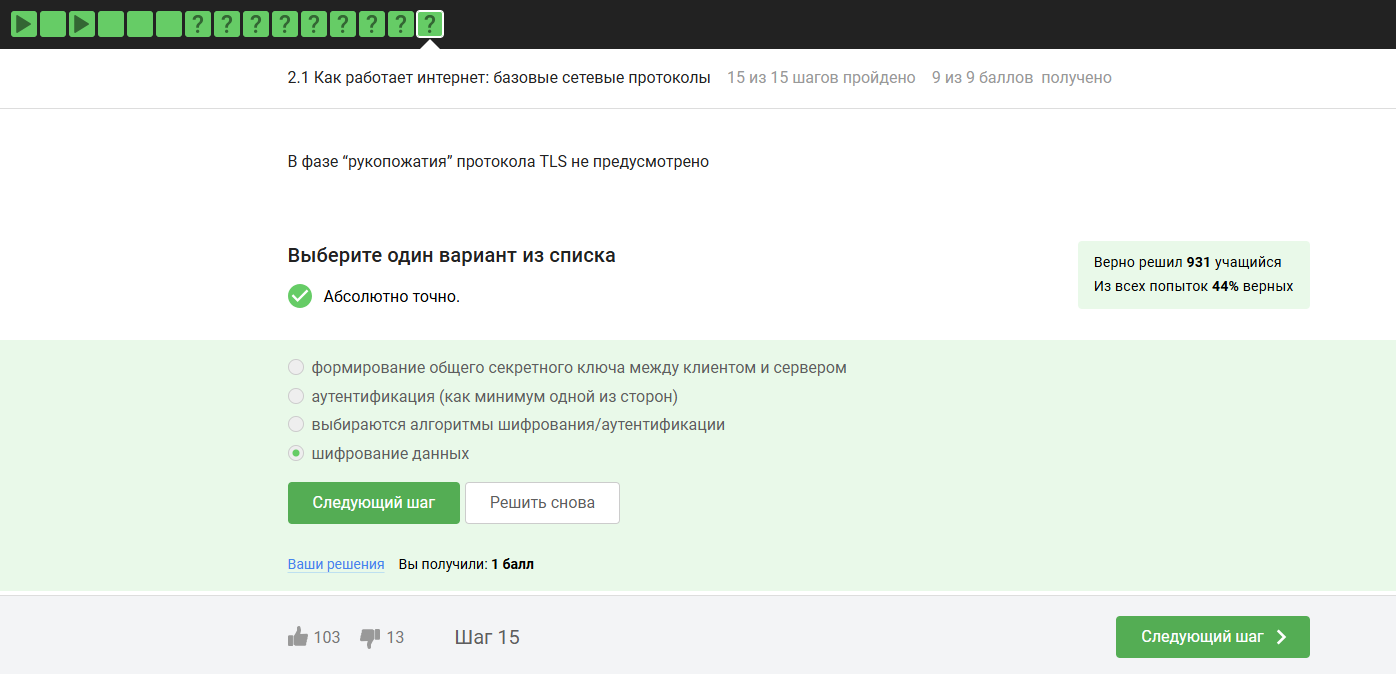 ? ? ? ? ? ? ? ? ?
2.1 Как работает интернет: базовые сетевые протоколы 15 из 15 шагов пройдено 9 из 9 баллов получено
В фазе “рукопожатия” протокола TLS не предусмотрено
Выберите один вариант из списка
Абсолютно точно.
Верно решил 931 учащийся
Из всех попыток 44% верных
формирование общего секретного ключа между клиентом и сервером
аутентификация (как минимум одной из сторон)
выбираются алгоритмы шифрования/аутентификации
шифрование данных
Следующий шаг Решить снова
Ваши решения Вы получили: 1 балл
103 13 Шаг 15 Следующий шаг